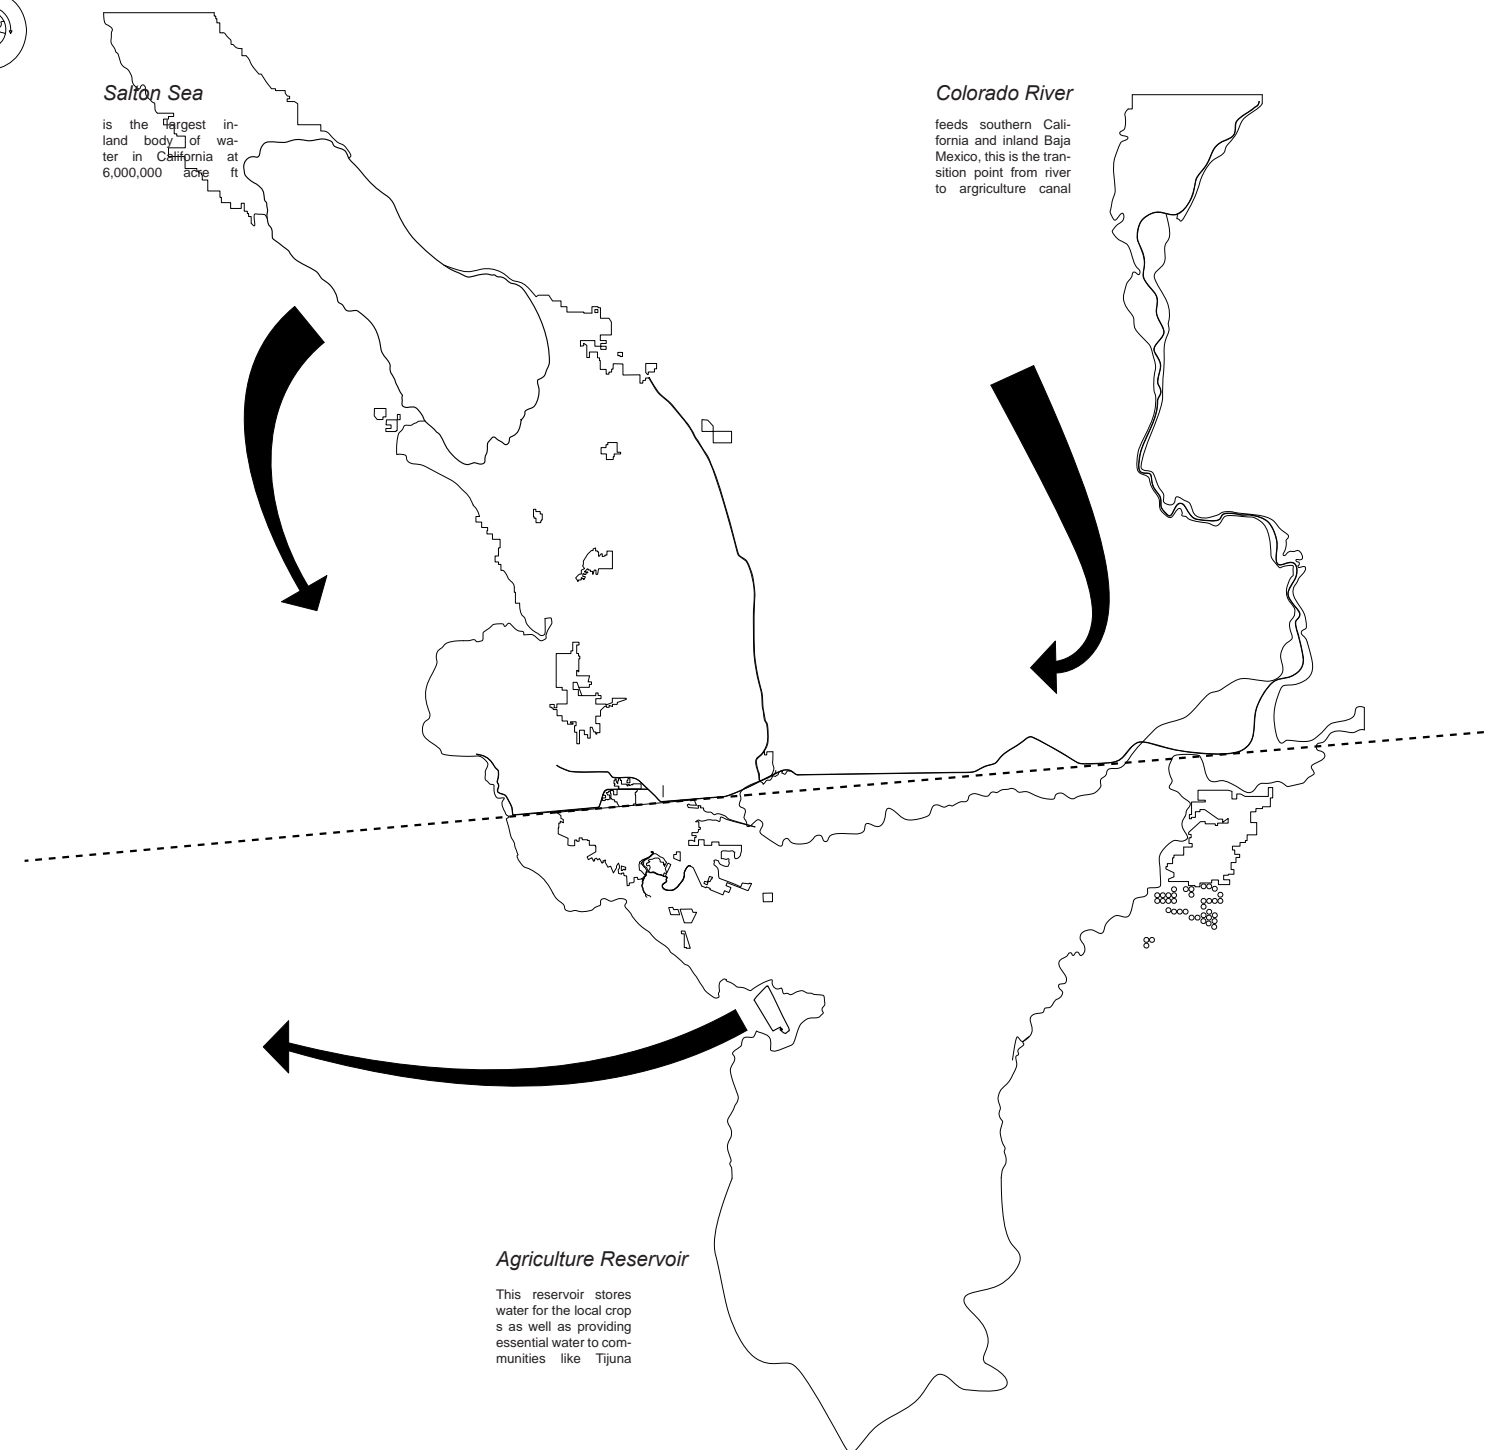 Salton Sea
is the largest in-
land body of wa-
ter in California at
6,000,000 acre ft
Colorado River
feeds southern Cali-
fornia and inland Baja
Mexico, this is the tran-
sition point from river
to argriculture canal
Agriculture Reservoir
This reservoir stores
water for the local crop
s as well as providing
essential water to com-
munities like Tijuna